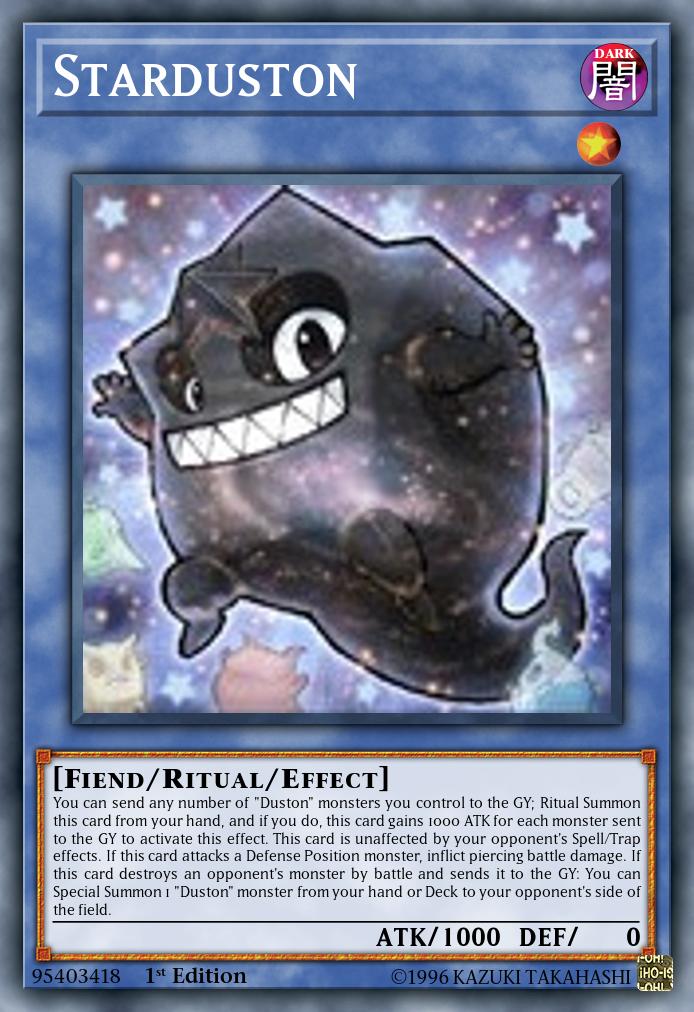 STARDUSTON
DARK
闇
[FIEND/RITUAL/EFFECT]
You can send any number of "Duston" monsters you control to the GY; Ritual Summon
this card from your hand, and if you do, this card gains 1000 ATK for each monster sent
to the GY to activate this effect. This card is unaffected by your opponent's Spell/Trap
effects. If this card attacks a Defense Position monster, inflict piercing battle damage. If
this card destroys an opponent's monster by battle and sends it to the GY: You can
Special Summon 1 "Duston" monster from your hand or Deck to your opponent's side of
the field.
ATK/1000 DEF/ 0
95403418 1st Edition ©1996 KAZUKI TAKAHASHI